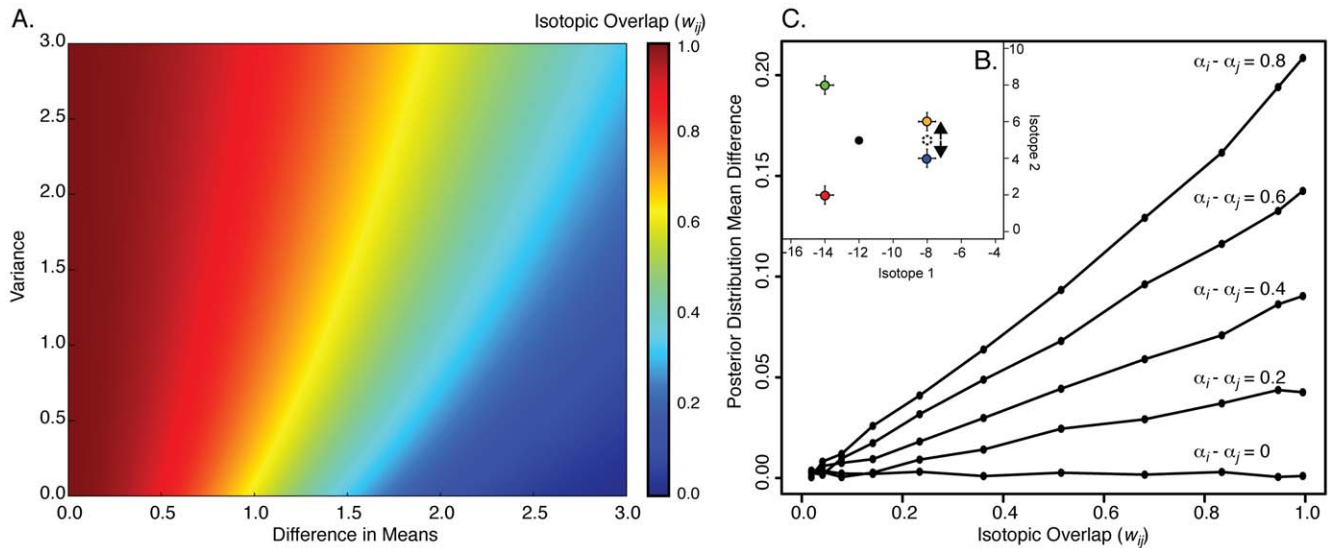 A.
Isotopic Overlap (wij)
3.0
2.5
2.0
1.5
1.0
0.5
0.0
Variance
0.0
0.5
1.0
1.5
2.0
2.5
3.0
Difference in Means
1.0
0.8
0.6
0.4
0.2
0.0
C.
0.20
0.15
0.10
0.05
0.00
Posterior Distribution Mean Difference
B.
10
8
6
4
2
0
Isotope 2
-16
-14
-12
-10
-8
-6
-4
Isotope 1
αi - αj = 0.8
αi - αj = 0.6
αi - αj = 0.4
αi - αj = 0.2
αi - αj = 0
0.0
0.2
0.4
0.6
0.8
1.0
Isotopic Overlap (wij)